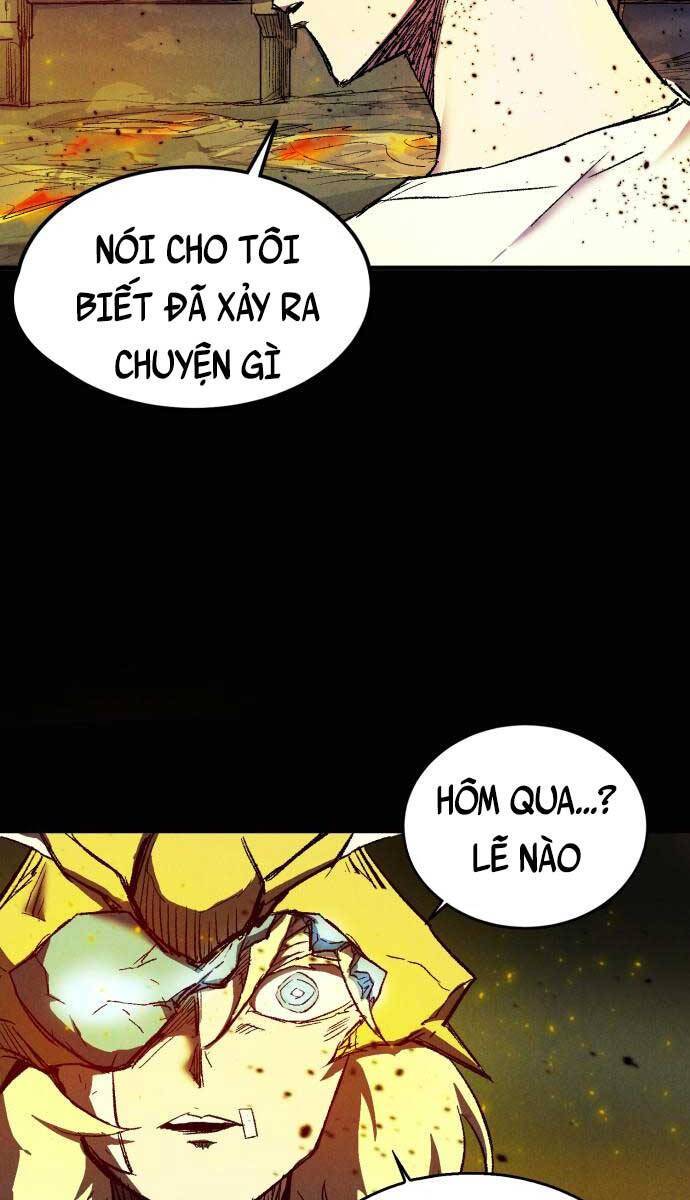 NÓI CHO TÔI
BIẾT ĐÃ XẢY RA
CHUYỆN GÌ
HÔM QUA...?
LẼ NÀO